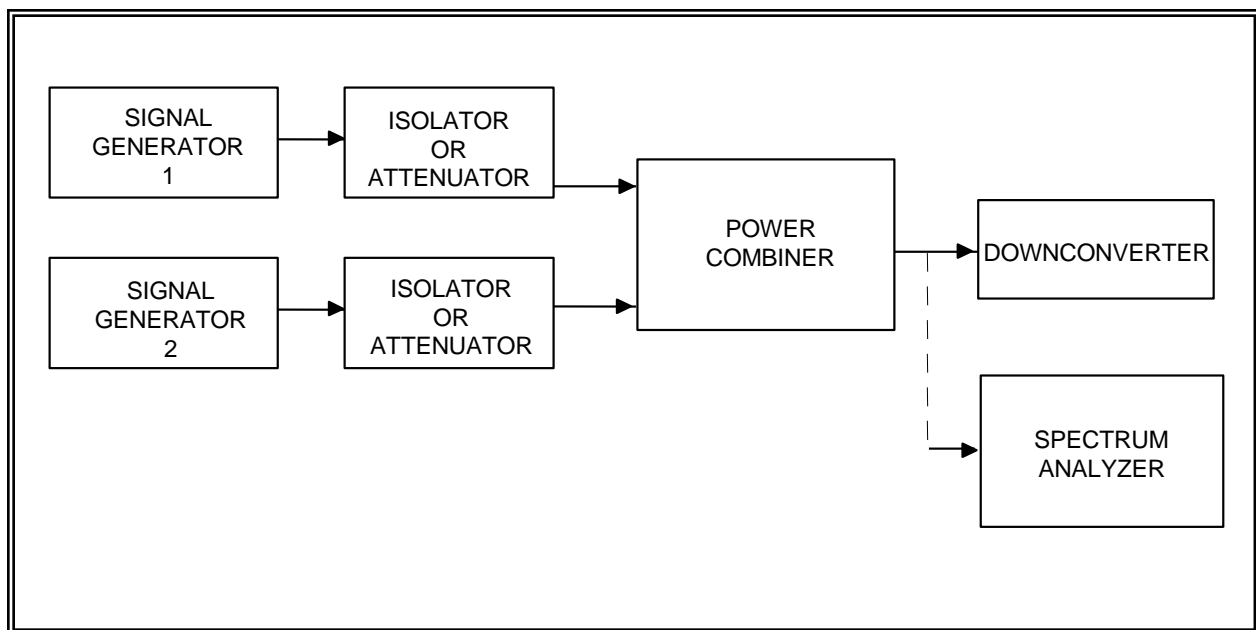 SIGNAL
GENERATOR
1
ISOLATOR
OR
ATTENUATOR
POWER
COMBINER
DOWNCONVERTER
SIGNAL
GENERATOR
2
ISOLATOR
OR
ATTENUATOR
SPECTRUM
ANALYZER